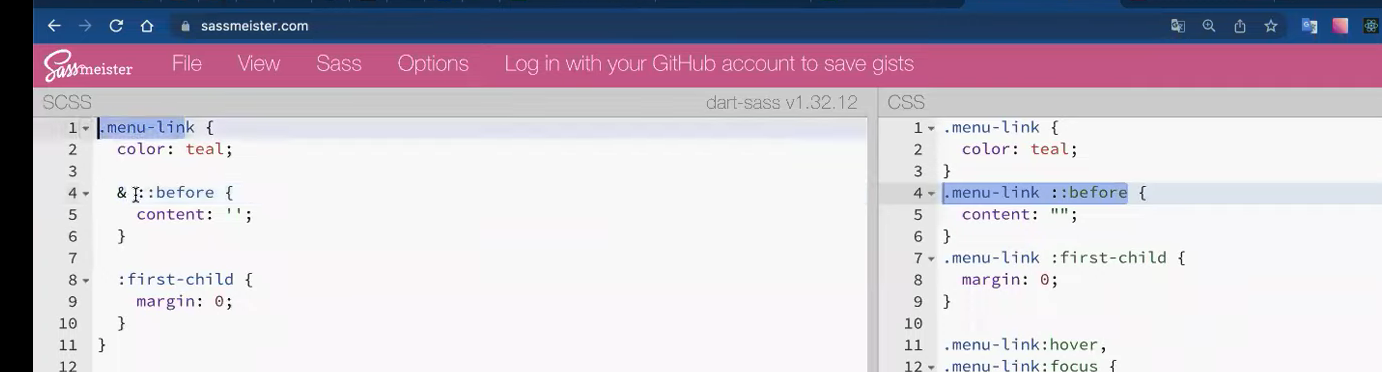 sassmeister.com
Sassmeister File View Sass Options Log in with your GitHub account to save gists
SCSS dart-sass v1.32.12
1 .menu-link {
2 color: teal;
3
4 & ::before {
5 content: '';
6 }
7
8 :first-child {
9 margin: 0;
10 }
11 }
12
CSS
1 .menu-link {
2 color: teal;
3 }
4 .menu-link ::before {
5 content: "";
6 }
7 .menu-link :first-child {
8 margin: 0;
9 }
10
11 .menu-link:hover,
12 .menu-link:focus {